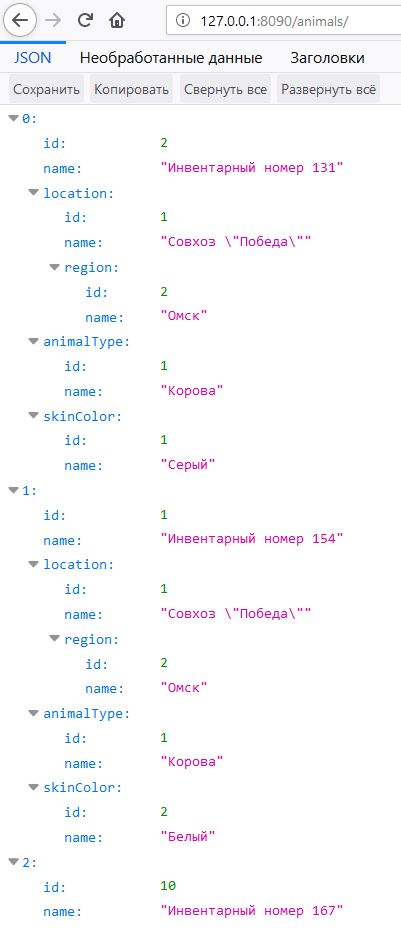 127.0.0.1:8090/animals/
JSON Необработанные данные Заголовки
Сохранить Копировать Свернуть все Развернуть всё
0:
id: 2
name: "Инвентарный номер 131"
location:
id: 1
name: "Совхоз \"Победа\""
region:
id: 2
name: "Омск"
animalType:
id: 1
name: "Корова"
skinColor:
id: 1
name: "Серый"
1:
id: 1
name: "Инвентарный номер 154"
location:
id: 1
name: "Совхоз \"Победа\""
region:
id: 2
name: "Омск"
animalType:
id: 1
name: "Корова"
skinColor:
id: 2
name: "Белый"
2:
id: 10
name: "Инвентарный номер 167"